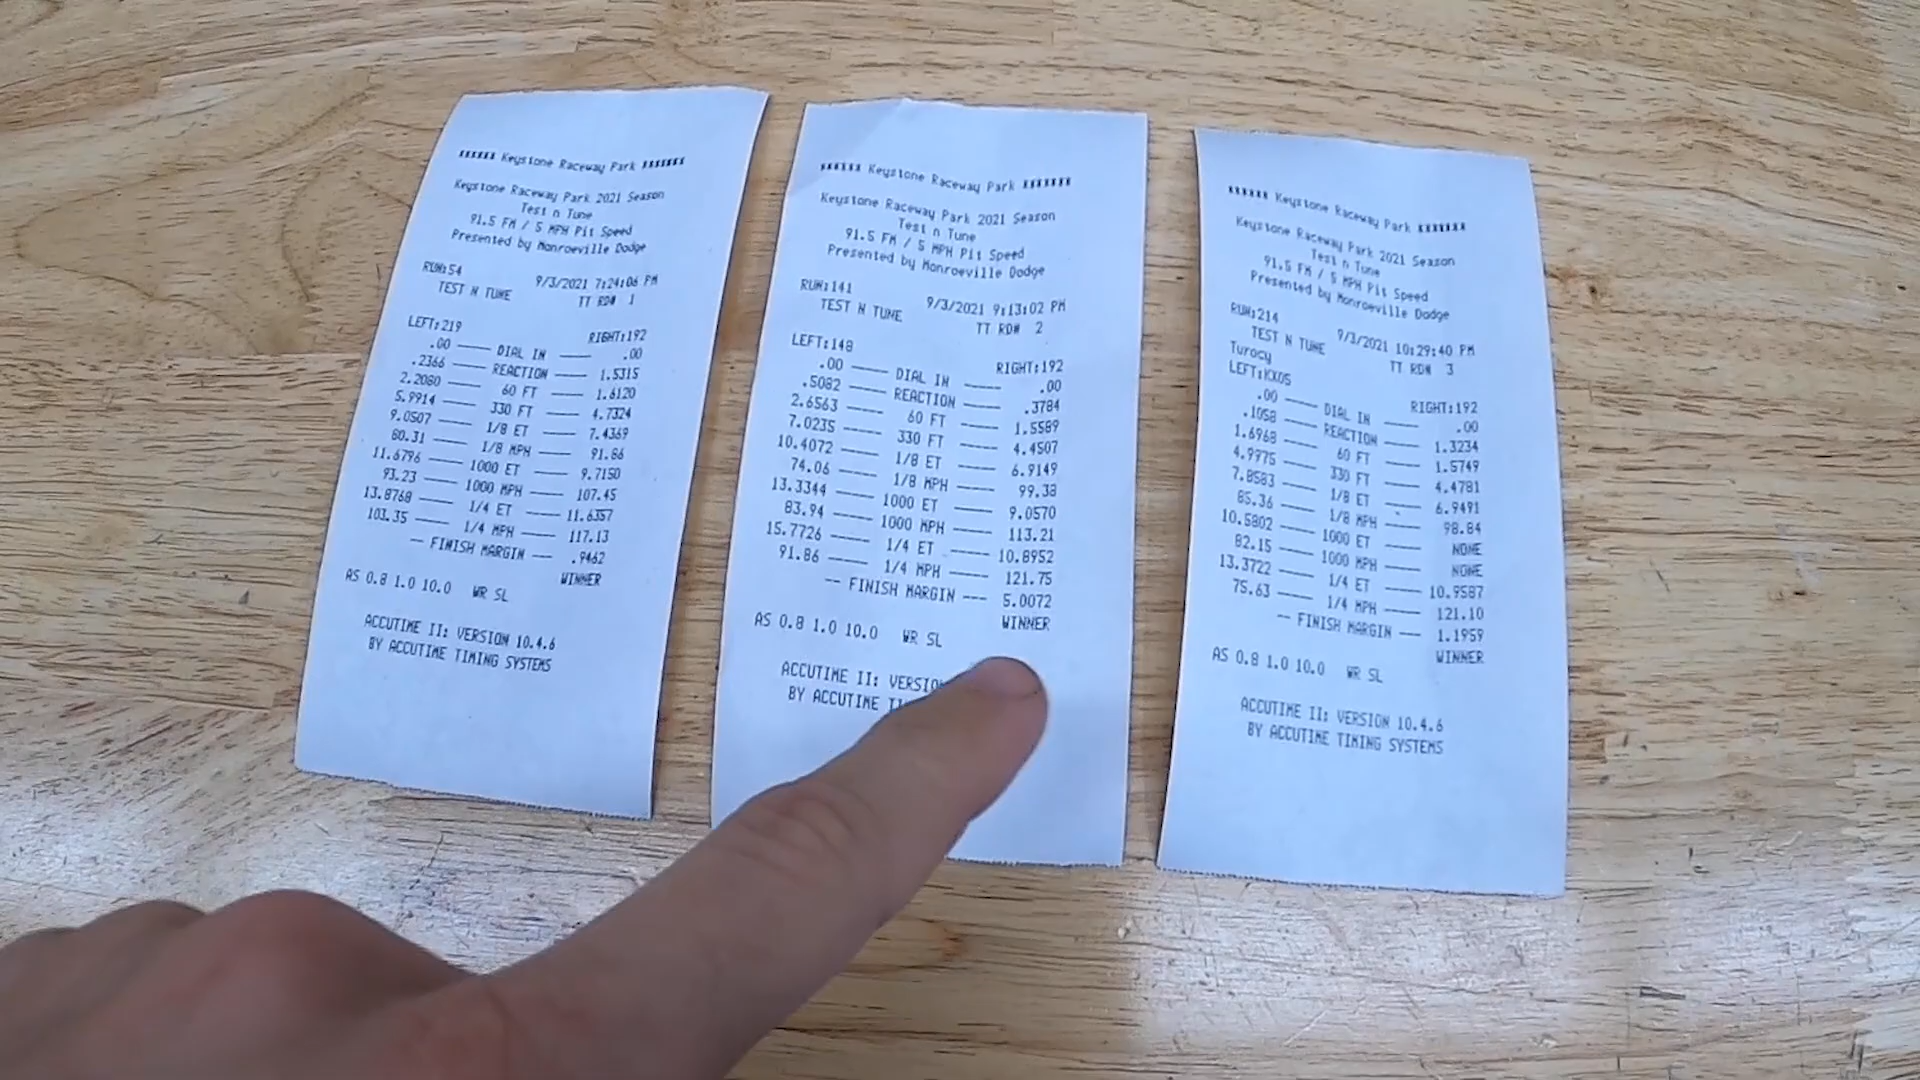 ****** Keystone Raceway Park *******
Keystone Raceway Park 2021 Season
Test n Tune
91.5 FM / 5 MPH Pit Speed
Presented by Monroeville Dodge
RUN:54 9/3/2021 7:24:06 PM
TEST N TUNE TT RD# 1
LEFT:219 RIGHT:192
.00 —— DIAL IN —— .00
.2366 —— REACTION —— 1.5315
2.2080 —— 60 FT —— 1.6120
5.9914 —— 330 FT —— 4.7324
9.0507 —— 1/8 ET —— 7.4369
80.31 —— 1/8 MPH —— 91.86
11.6796 —— 1000 ET —— 9.7150
93.23 —— 1000 MPH —— 107.45
13.8768 —— 1/4 ET —— 11.6357
103.35 —— 1/4 MPH —— 117.13
-- FINISH MARGIN --- .9462
WINNER
AS 0.8 1.0 10.0 WR SL
ACCUTIME II: VERSION 10.4.6
BY ACCUTIME TIMING SYSTEMS
****** Keystone Raceway Park *******
Keystone Raceway Park 2021 Season
Test n Tune
91.5 FM / 5 MPH Pit Speed
Presented by Monroeville Dodge
RUN:141 9/3/2021 9:13:02 PM
TEST N TUNE TT RD# 2
LEFT:148 RIGHT:192
.00 —— DIAL IN —— .00
.5082 —— REACTION —— .3784
2.6563 —— 60 FT —— 1.5589
7.0235 —— 330 FT —— 4.4507
10.4072 —— 1/8 ET —— 6.9149
74.06 —— 1/8 MPH —— 99.38
13.3344 —— 1000 ET —— 9.0570
83.94 —— 1000 MPH —— 113.21
15.7726 —— 1/4 ET —— 10.8952
91.86 —— 1/4 MPH —— 121.75
-- FINISH MARGIN --- 5.0072
WINNER
AS 0.8 1.0 10.0 WR SL
ACCUTIME II:
BY ACCUTIME
****** Keystone Raceway Park *******
Keystone Raceway Park 2021 Season
Test n Tune
91.5 FM / 5 MPH Pit Speed
Presented by Monroeville Dodge
RUN:214 9/3/2021 10:29:40 PM
TEST N TUNE TT RD# 3
Turocy
LEFT:KX05 RIGHT:192
.00 —— DIAL IN —— .00
.1058 —— REACTION —— 1.3234
1.6968 —— 60 FT —— 1.5749
4.9975 —— 330 FT —— 4.4781
7.8583 —— 1/8 ET —— 6.9491
85.36 —— 1/8 MPH —— 98.84
10.5802 —— 1000 ET —— NONE
82.15 —— 1000 MPH —— NONE
13.3722 —— 1/4 ET —— 10.9587
75.63 —— 1/4 MPH —— 121.10
-- FINISH MARGIN --- 1.1959
WINNER
AS 0.8 1.0 10.0 WR SL
ACCUTIME II: VERSION 10.4.6
BY ACCUTIME TIMING SYSTEMS